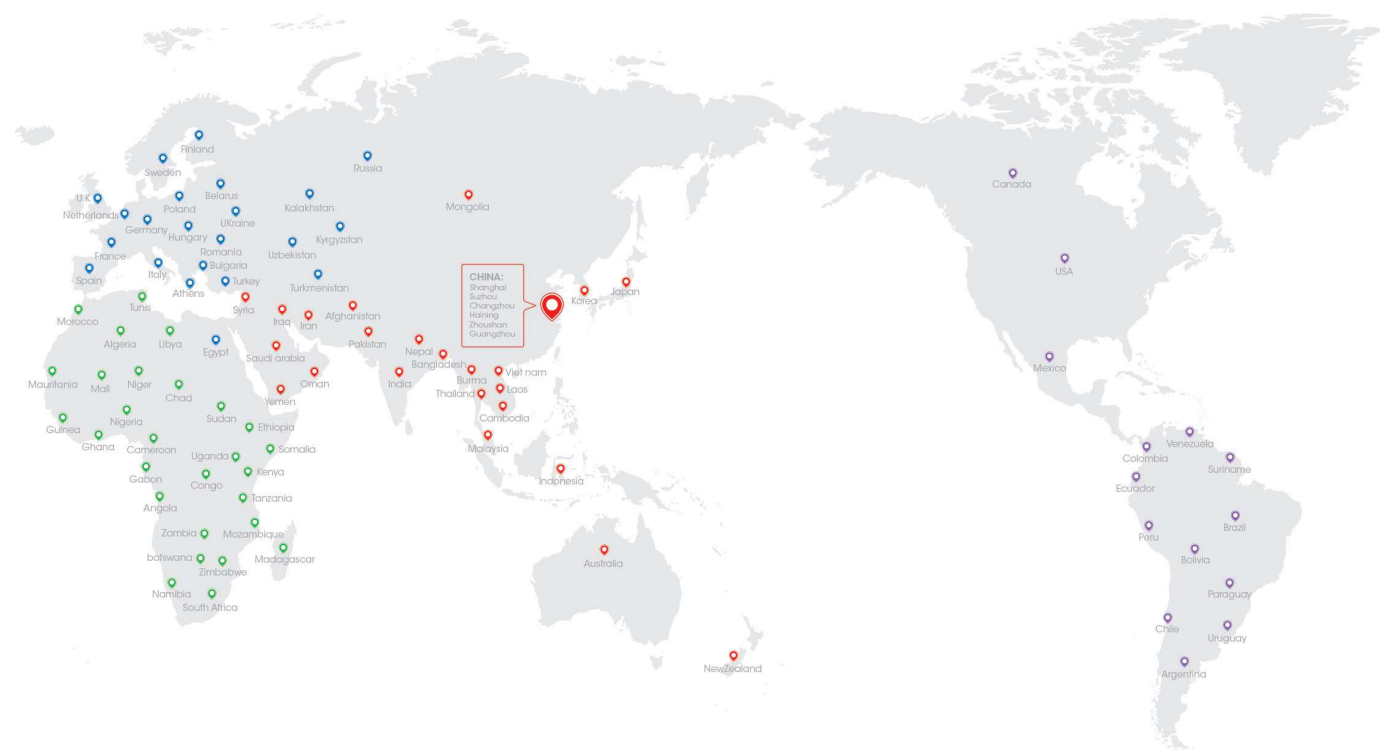 Finland
Sweden
Russia
U.K
Netherlands
Belarus
Poland
Kalakhstan
Mongolia
Germany
UKraine
Hungary
Kyrgyzstan
France
Romania
Uzbekistan
Spain
Italy
Bulgaria
Athens
Turkey
Turkmenistan
CHINA:
Shanghai
Suzhou
Changzhou
Haining
Zhoushan
Guangzhou
Korea
Japan
Morocco
Tunis
Syria
Iraq
Iran
Afghanistan
Algeria
Libya
Egypt
Saudi arabia
Pakistan
Nepal
Bangladesh
Mauritania
Mali
Niger
Chad
Oman
India
Burma
Viet nam
Yemen
Thailand
Laos
Guinea
Nigeria
Sudan
Cambodia
Ghana
Cameroon
Ethiopia
Somalia
Malaysia
Uganda
Gabon
Congo
Kenya
Indonesia
Angola
Tanzania
Zambia
Mozambique
botswana
Zimbabwe
Madagascar
Namibia
South Africa
Australia
NewZealand
Canada
USA
Mexico
Venezuela
Colombia
Suriname
Ecuador
Peru
Brazil
Bolivia
Paraguay
Chile
Uruguay
Argentina